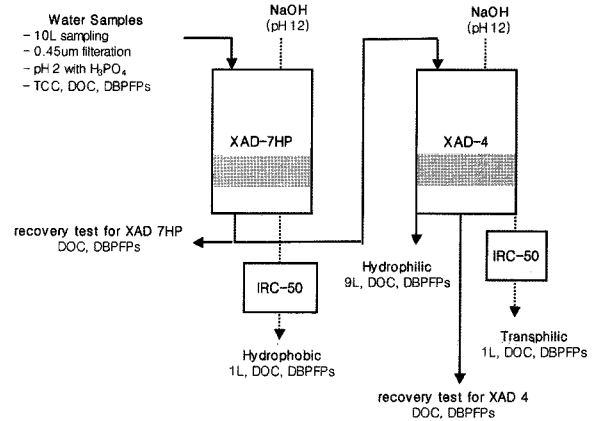 Water Samples
- 10L sampling
- 0.45um filteration
- pH 2 with H₃PO₄
- TCC, DOC, DBPFPs
NaOH
(pH 12)
XAD-7HP
recovery test for XAD 7HP
DOC, DBPFPs
IRC-50
Hydrophobic
1L, DOC, DBPFPs
NaOH
(pH 12)
XAD-4
Hydrophilic
9L, DOC, DBPFPs
IRC-50
Transphilic
1L, DOC, DBPFPs
recovery test for XAD 4
DOC, DBPFPs